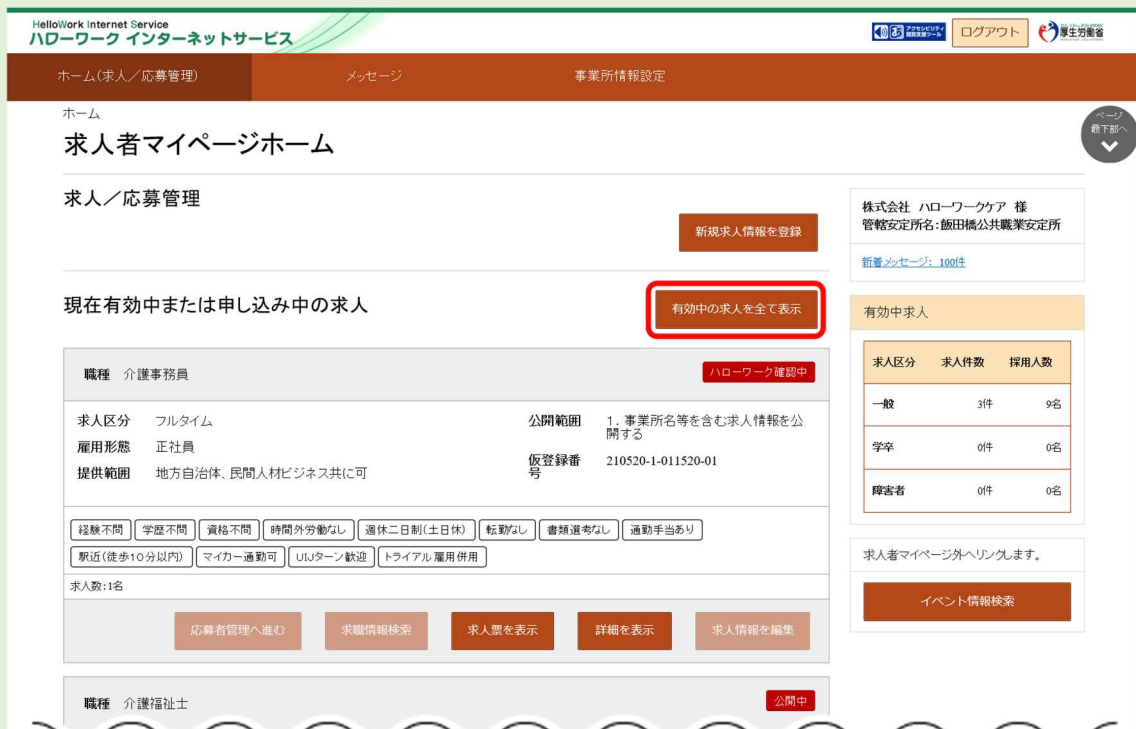 HelloWork Internet Service
ハローワーク インターネットサービス
アクセシビリティ
閲覧支援ツール
ログアウト
厚生労働省
ホーム(求人／応募管理)
メッセージ
事業所情報設定
ホーム
ページ
最下部へ
求人者マイページホーム
求人／応募管理
新規求人情報を登録
株式会社 ハローワークケア 様
管轄安定所名：飯田橋公共職業安定所
新着メッセージ： 100件
現在有効中または申し込み中の求人
有効中の求人を全て表示
有効中求人
求人区分 求人件数 採用人数
一般 3件 9名
学卒 0件 0名
障害者 0件 0名
職種 介護事務員
ハローワーク確認中
求人区分 フルタイム
雇用形態 正社員
提供範囲 地方自治体、民間人材ビジネス共に可
公開範囲 1．事業所名等を含む求人情報を公
開する
仮登録番 210520-1-011520-01
号
経験不問 学歴不問 資格不問 時間外労働なし 週休二日制(土日休) 転勤なし 書類選考なし 通勤手当あり
駅近(徒歩10分以内) マイカー通勤可 UIJターン歓迎 トライアル雇用併用
求人数:1名
応募者管理へ進む
求職情報検索
求人票を表示
詳細を表示
求人情報を編集
求人者マイページ外へリンクします。
イベント情報検索
職種 介護福祉士
公開中